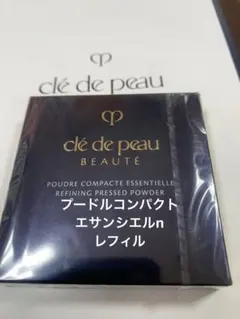 clé de peau
clé de peau
BEAUTÉ
POUDRE COMPACTE ESSENTIELLE
REFINING PRESSED POWDER
プードルコンパクト
エサンシエルn
レフィル